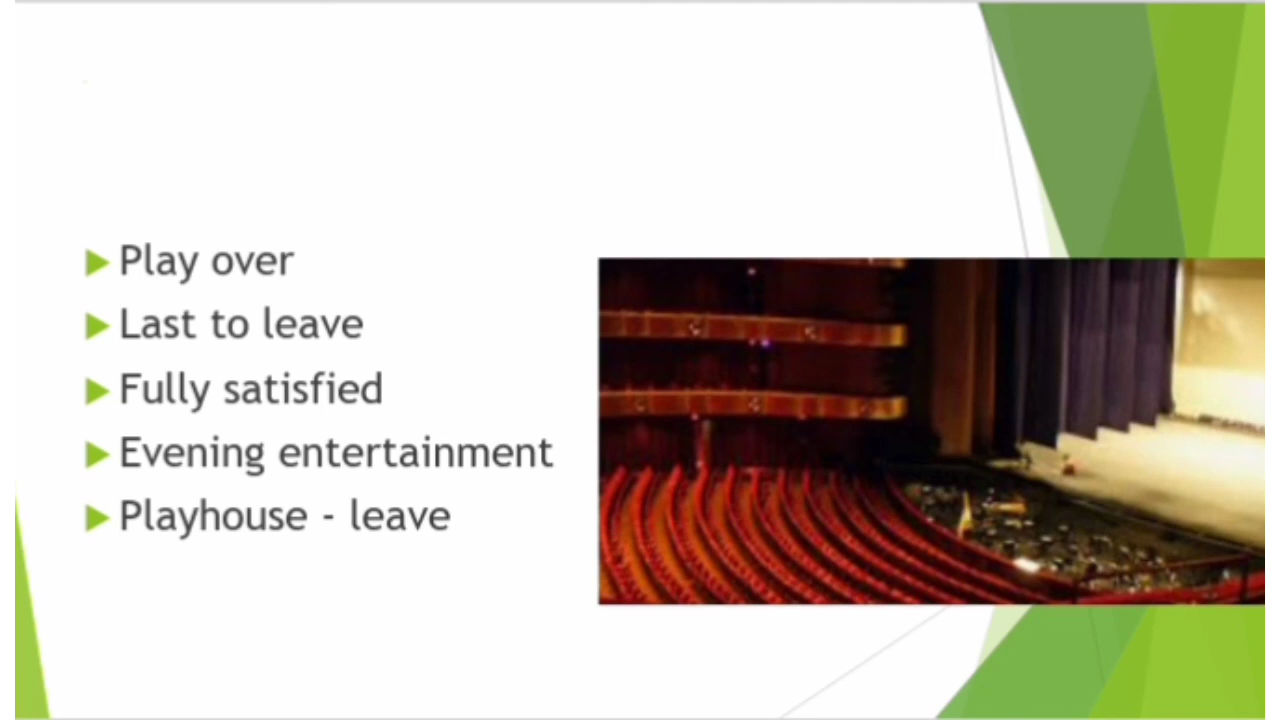 Play over
Last to leave
Fully satisfied
Evening entertainment
Playhouse - leave